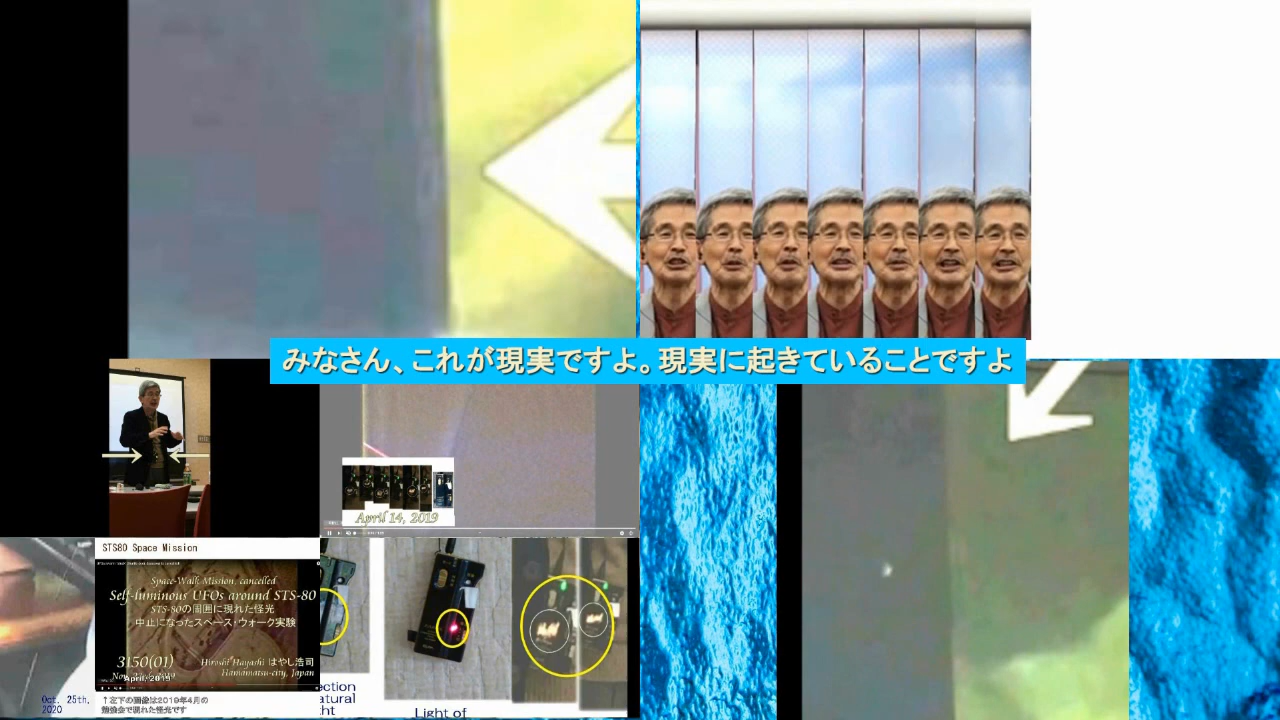 みなさん、これが現実ですよ。現実に起きていることですよ
April 14, 2019
STS80 Space Mission
Space-Walk Mission, cancelled
Self-luminous UFOs around STS-80
STS-80の周囲に現れた怪光
中止になったスペース・ウォーク実験
3150(01)
Hiroshi Hayashi はやし浩司
Hamamatsu-city, Japan
April, 2019
Oct. 25th,
2020
↑左下の画像は2019年4月の
勉強会で現れた怪光です
ection
atural
ht
Light of